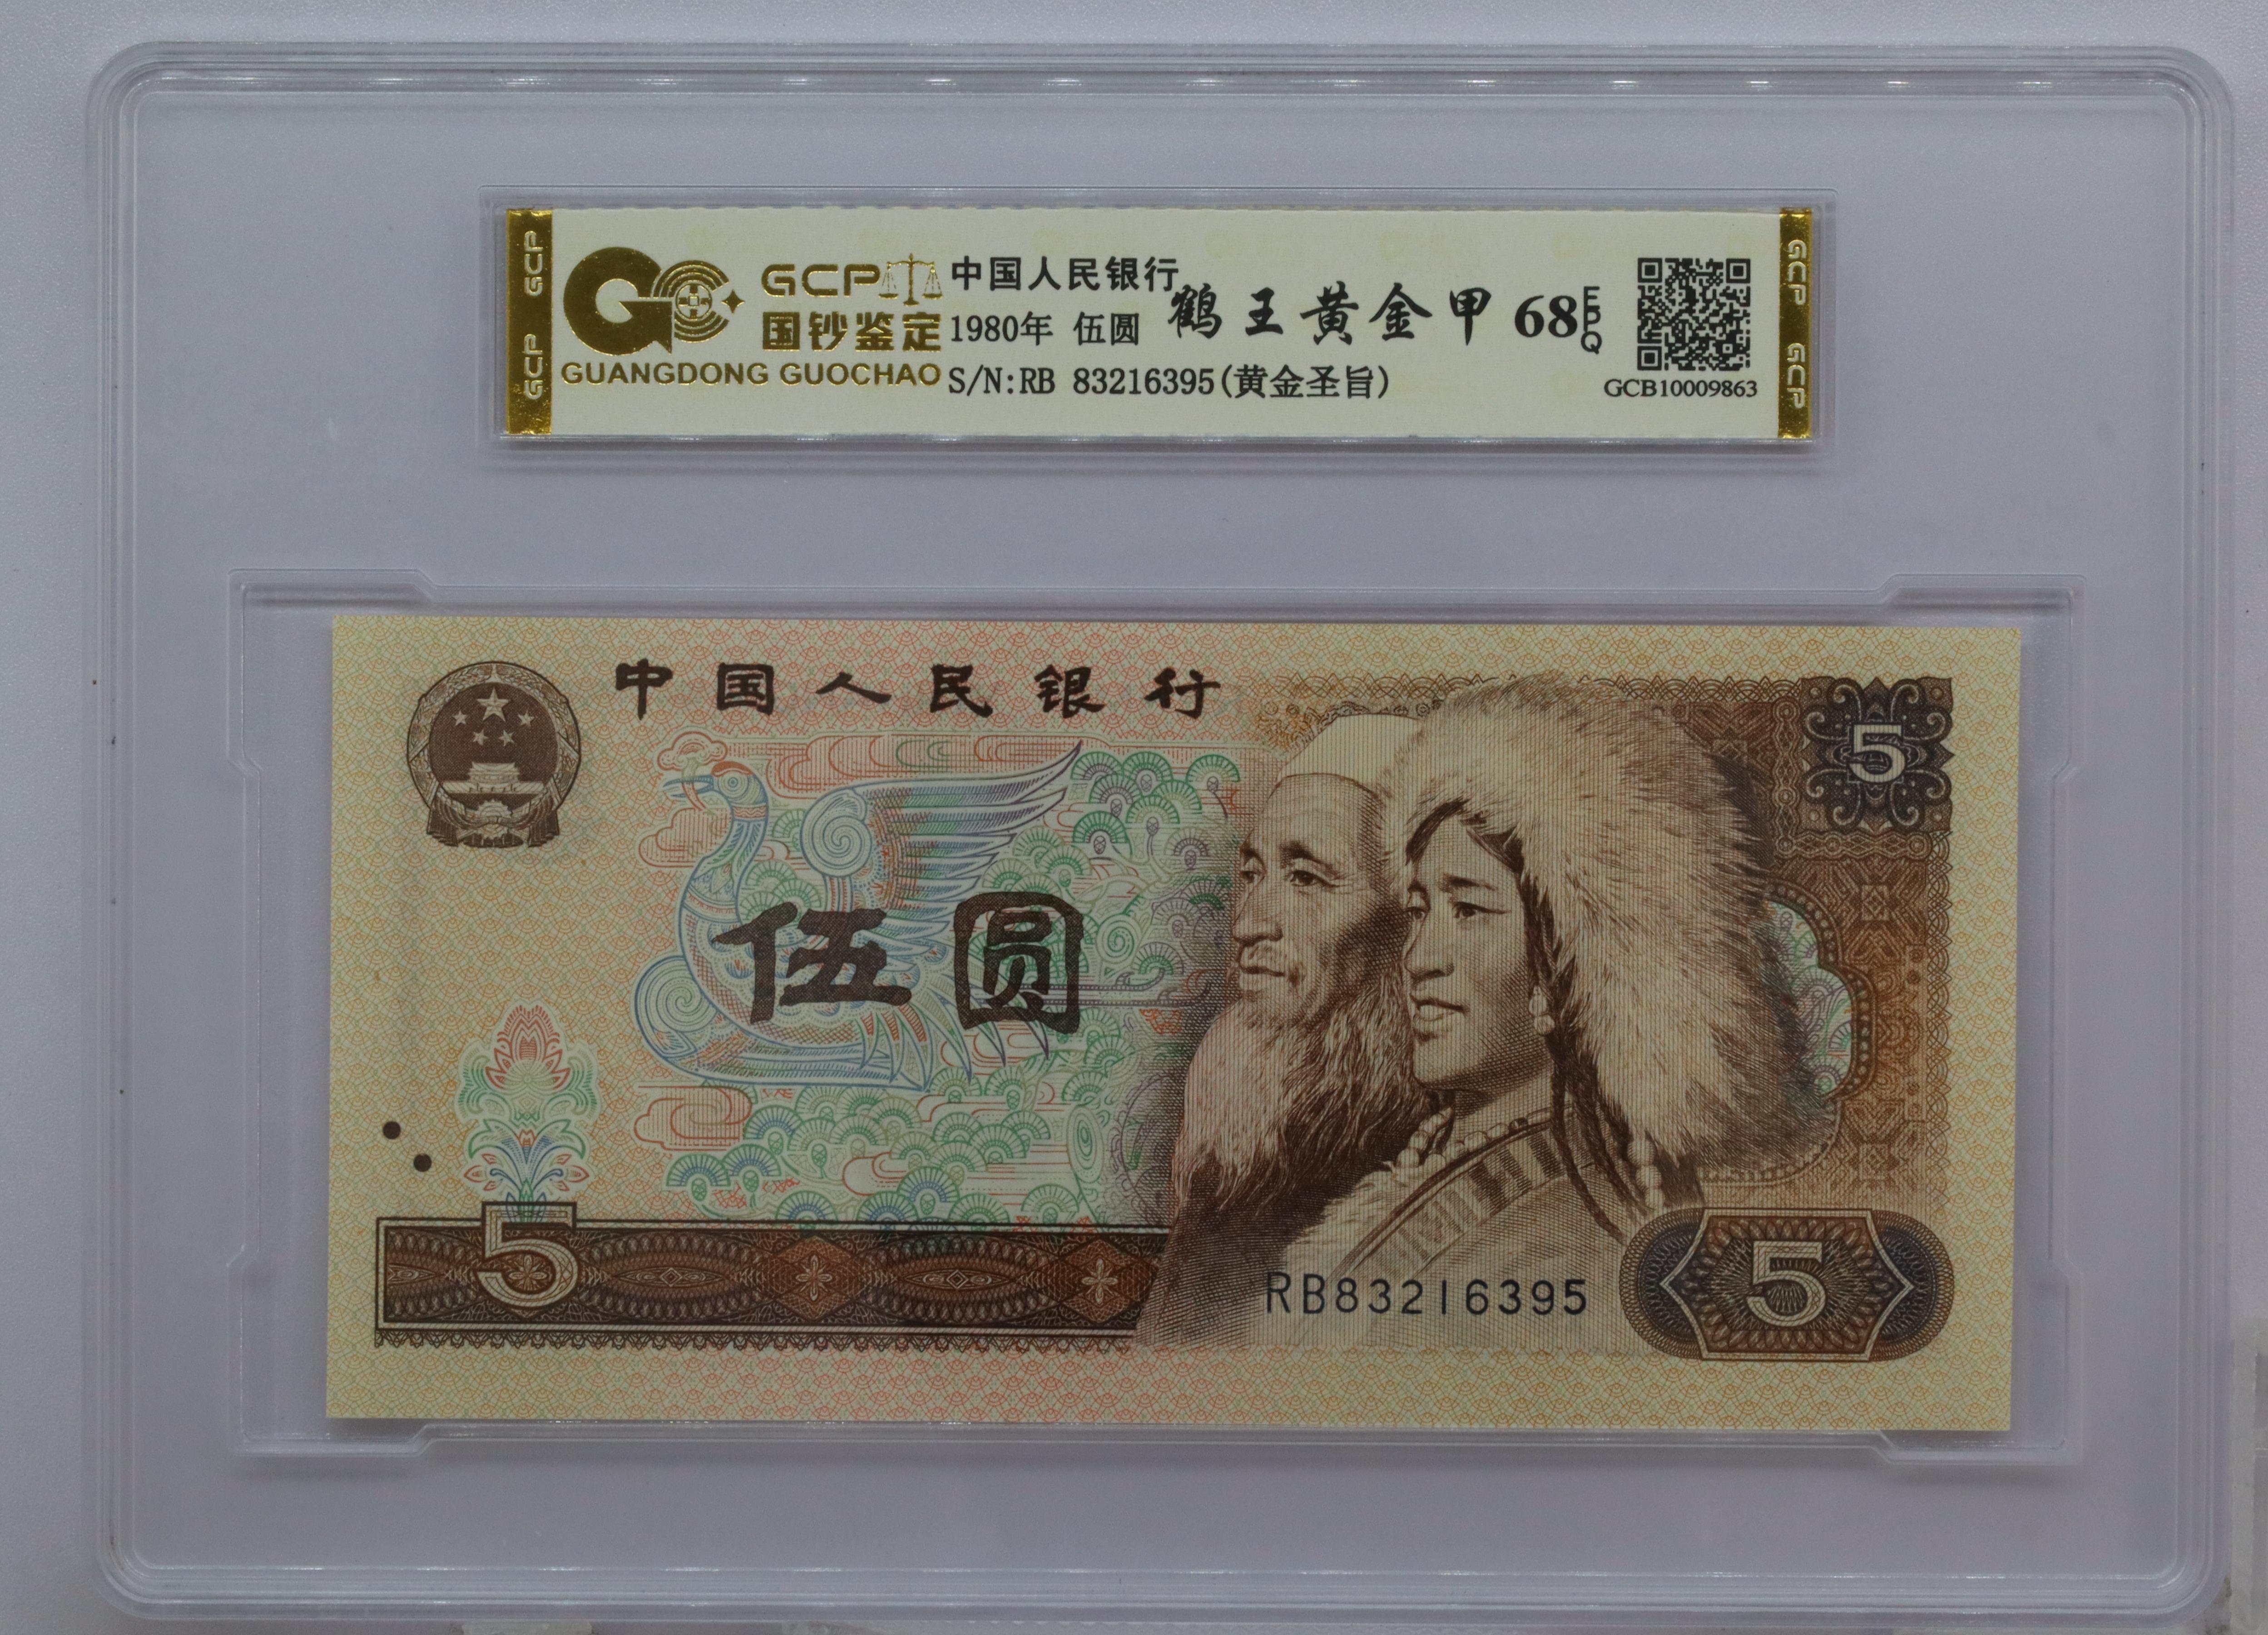 GCP GCP
GCP
国钞鉴定
GUANGDONG GUOCHAO
中国人民银行
1980年 伍圆
S/N:RB 83216395(黄金圣旨)
鹤王黄金甲 68 EPQ
GCB10009863
GCP GCP
中国人民银行
5
伍圆
5
RB83216395
5